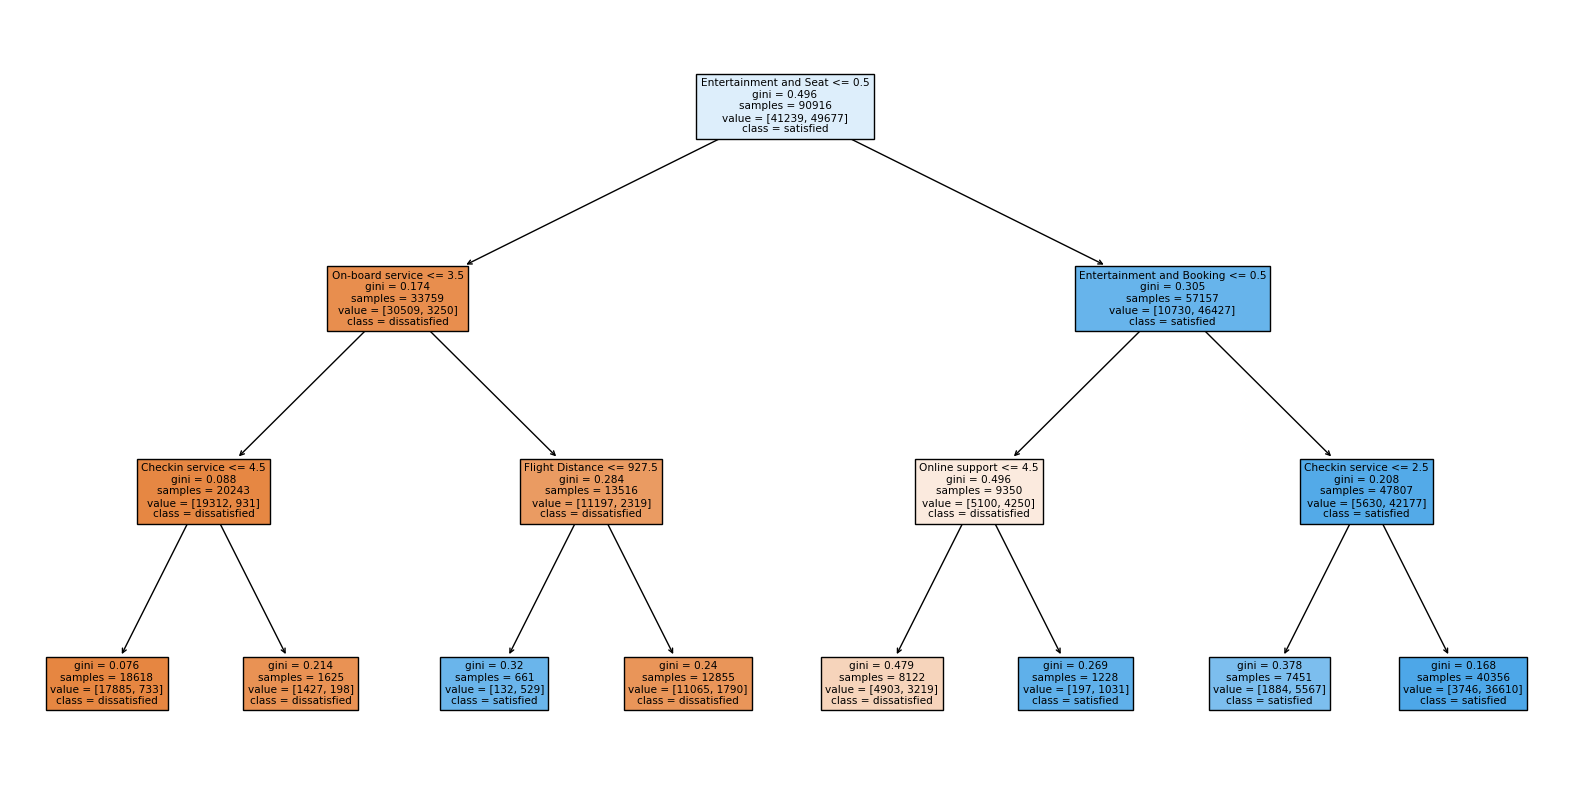 Entertainment and Seat <= 0.5
gini = 0.496
samples = 90916
value = [41239, 49677]
class = satisfied
On-board service <= 3.5
gini = 0.174
samples = 33759
value = [30509, 3250]
class = dissatisfied
Entertainment and Booking <= 0.5
gini = 0.305
samples = 57157
value = [10730, 46427]
class = satisfied
Checkin service <= 4.5
gini = 0.088
samples = 20243
value = [19312, 931]
class = dissatisfied
Flight Distance <= 927.5
gini = 0.284
samples = 13516
value = [11197, 2319]
class = dissatisfied
Online support <= 4.5
gini = 0.496
samples = 9350
value = [5100, 4250]
class = dissatisfied
Checkin service <= 2.5
gini = 0.208
samples = 47807
value = [5630, 42177]
class = satisfied
gini = 0.076
samples = 18618
value = [17885, 733]
class = dissatisfied
gini = 0.214
samples = 1625
value = [1427, 198]
class = dissatisfied
gini = 0.32
samples = 661
value = [132, 529]
class = satisfied
gini = 0.24
samples = 12855
value = [11065, 1790]
class = dissatisfied
gini = 0.479
samples = 8122
value = [4903, 3219]
class = dissatisfied
gini = 0.269
samples = 1228
value = [197, 1031]
class = satisfied
gini = 0.378
samples = 7451
value = [1884, 5567]
class = satisfied
gini = 0.168
samples = 40356
value = [3746, 36610]
class = satisfied